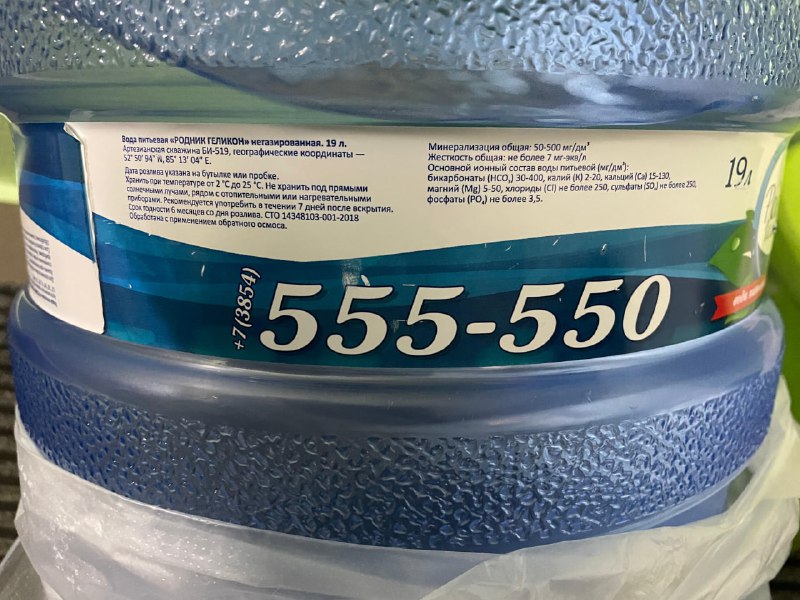 Вода питьевая «РОДНИК ГЕЛИКОН» негазированная. 19 л.
Артезианская скважина БИ-519, географические координаты —
52° 50' 94" N, 85° 13' 04" E.
Дата розлива указана на бутылке или пробке.
Хранить при температуре от 2 °C до 25 °C. Не хранить под прямыми
солнечными лучами, рядом с отопительными или нагревательными
приборами. Рекомендуется употребить в течении 7 дней после вскрытия.
Срок годности 6 месяцев со дня розлива. СТО 14348103-001-2018
Обработана с применением обратного осмоса.
Минерализация общая: 50-500 мг/дм³
Жесткость общая: не более 7 мг-экв/л
Основной ионный состав воды питьевой (мг/дм³):
бикарбонаты (HCO₃) 30-400, калий (K) 2-20, кальций (Ca) 15-130,
магний (Mg) 5-50, хлориды (Cl) не более 250, сульфаты (SO₄) не более 250,
фосфаты (PO₄) не более 3,5.
19л
+7(3854)
555-550